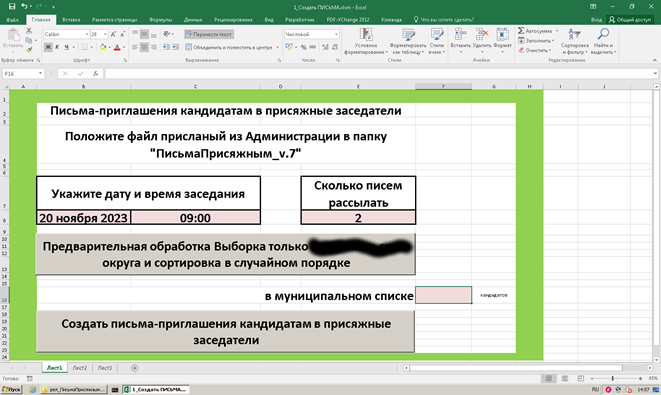 1_Создать ПИСЬМА.xlsm - Excel
Файл Главная Вставка Разметка страницы Формулы Данные Рецензирование Вид Разработчик PDF-XChange 2012 Команда Что вы хотите сделать? Вход Общий доступ
Вставить Calibri 28 Перенести текст Числовой Условное форматирование Форматировать как таблицу Стили ячеек Вставить Удалить Формат Автосумма Заполнить Очистить Сортировка и фильтр Найти и выделить
Объединить и поместить в центре
Буфер обмена Шрифт Выравнивание Число Стили Ячейки Редактирование
F16 fx
A B C D E F G H I J
Письма-приглашения кандидатам в присяжные заседатели
Положите файл присланый из Администрации в папку
"ПисьмаПрисяжным_v.7"
Укажите дату и время заседания
Сколько писем
рассылать
20 ноября 2023 09:00 2
Предварительная обработка Выборка только
округа и сортировка в случайном порядке
в муниципальном списке кандидатов
Создать письма-приглашения кандидатам в присяжные
заседатели
Лист1 Лист2 Лист3
Готово 85%
Пуск 1_Создать ПИСЬМА.... RU 14:57